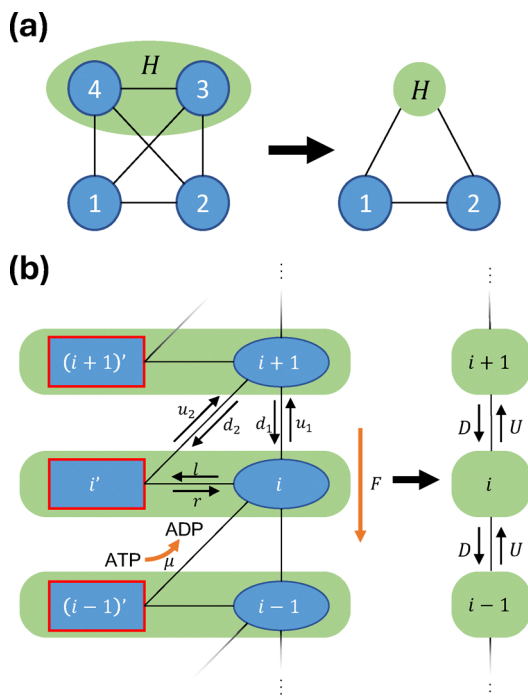 (a)
H
4 3
1 2
H
1 2
(b)
⋮ ⋮
(i+1)' i+1 i+1
u₂ d₂ d₁ u₁ D U
i' l r i F i
ADP
ATP μ D U
(i−1)' i−1 i−1
⋮ ⋮